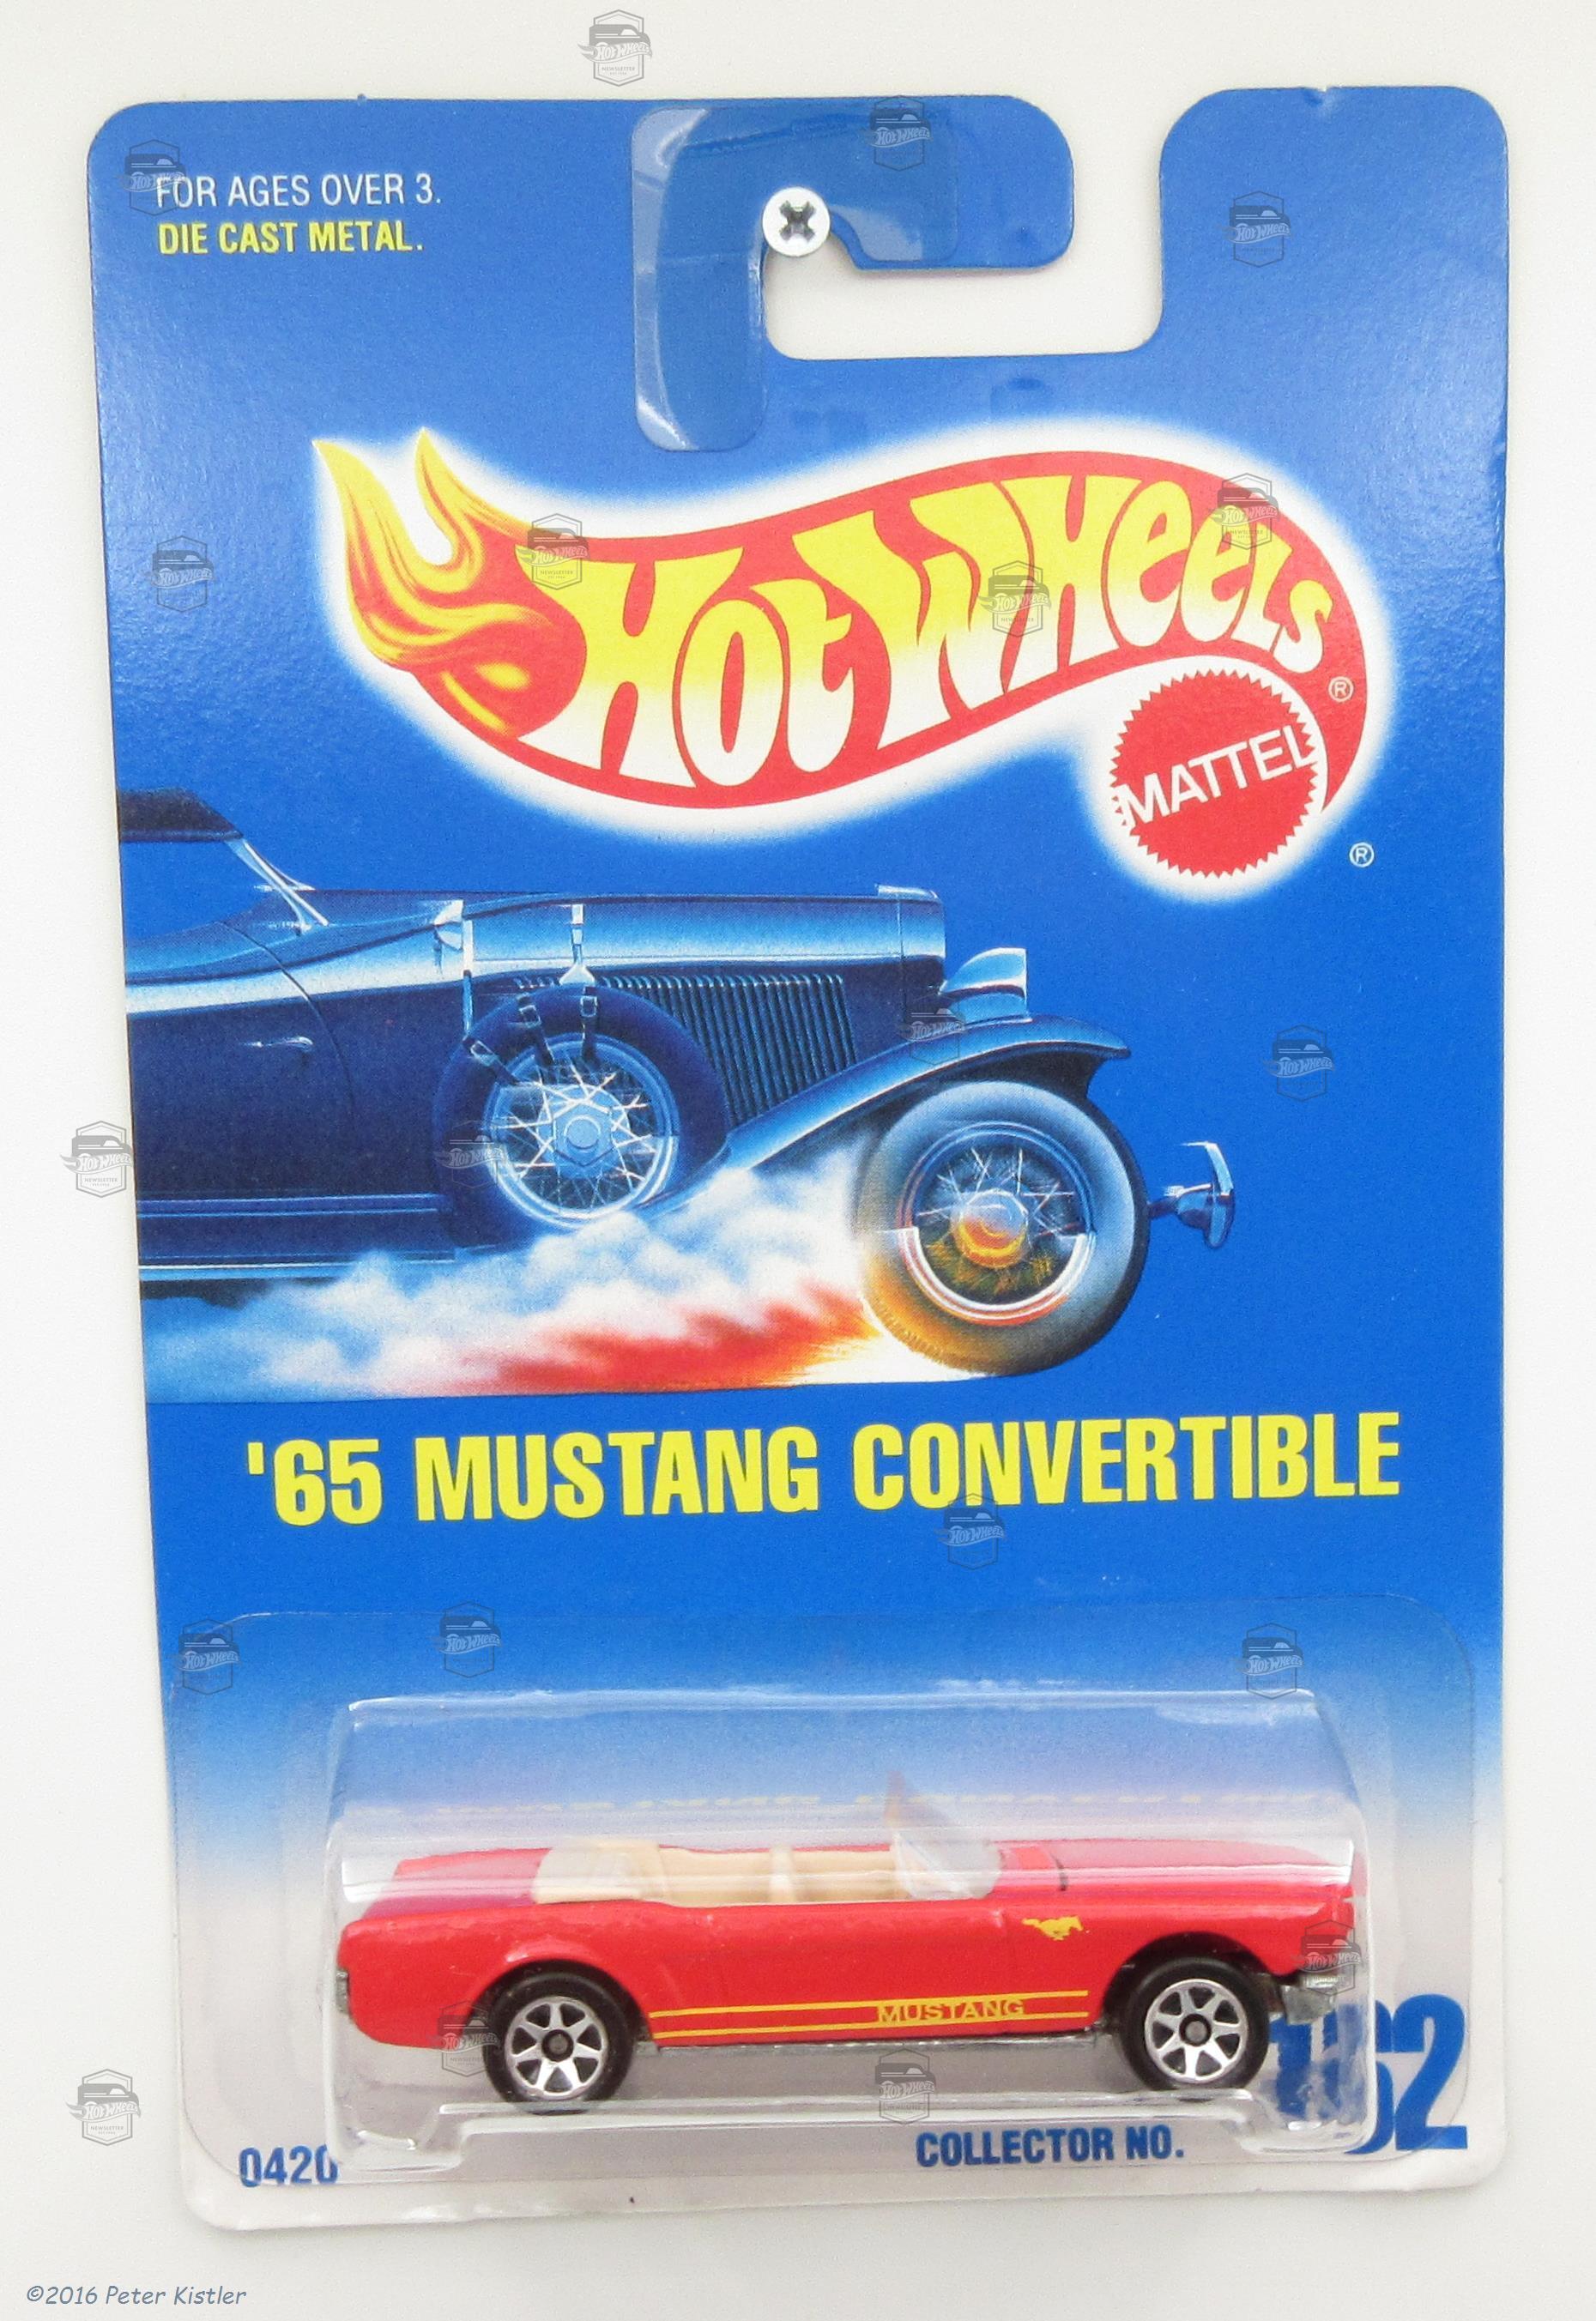 FOR AGES OVER 3.
DIE CAST METAL.
Hot Wheels®
MATTEL
®
'65 MUSTANG CONVERTIBLE
MUSTANG
0420
COLLECTOR NO.
©2016 Peter Kistler